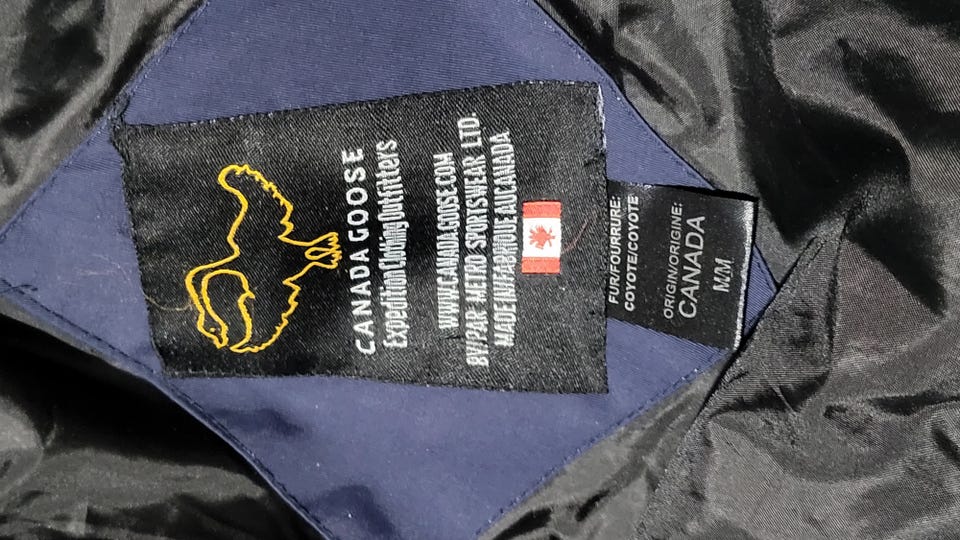 CANADA GOOSE
Expedition Clothing Outfitters
WWW.CANADA.GOOSE.COM
BY/PAR METRO SPORTSWEAR LTD.
MADE IN/FABRIQUE AU CANADA
FUR/FOURRURE:
COYOTE/COYOTE
ORIGIN/ORIGINE:
CANADA
MM